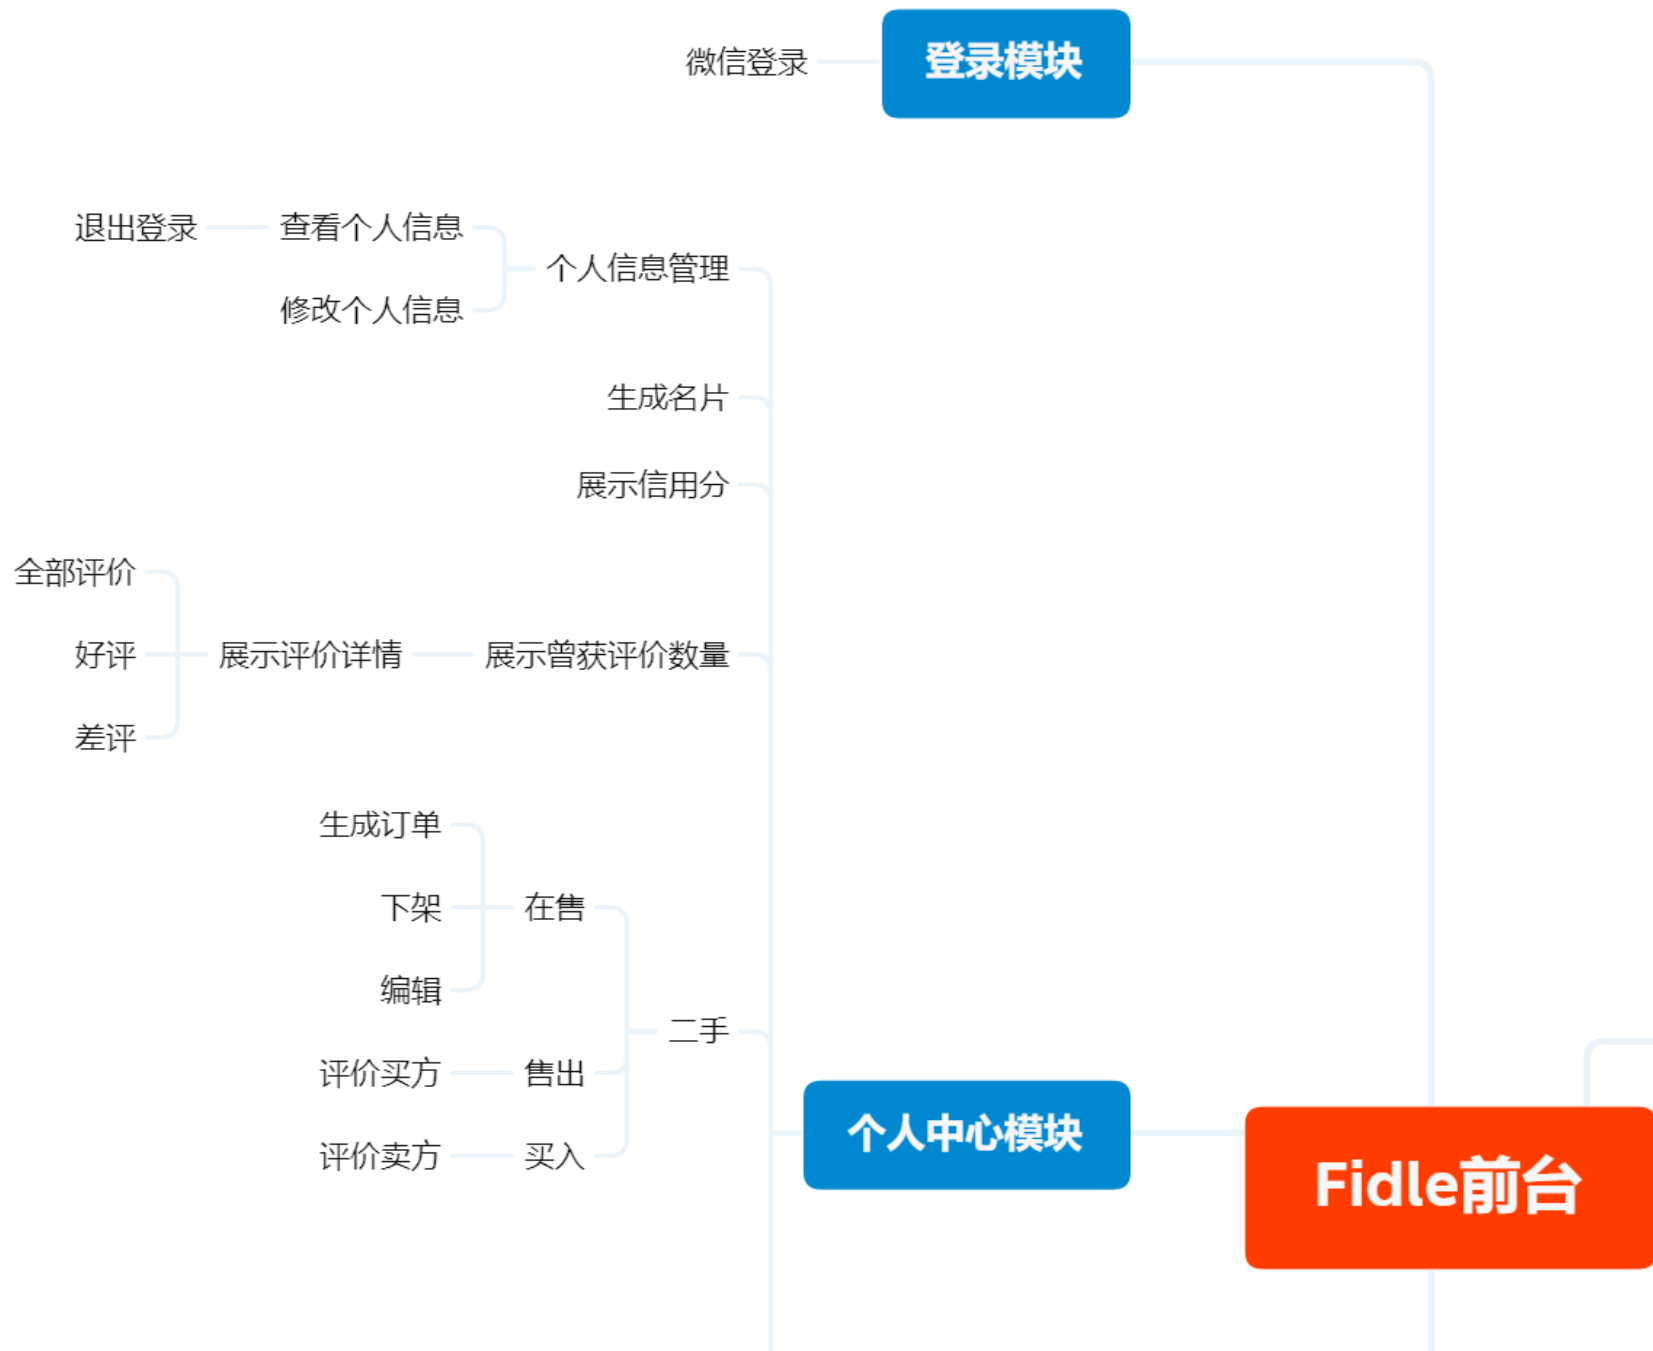 微信登录
登录模块
退出登录
查看个人信息
个人信息管理
修改个人信息
生成名片
展示信用分
全部评价
好评
展示评价详情
展示曾获评价数量
差评
生成订单
下架
在售
编辑
二手
评价买方
售出
评价卖方
买入
个人中心模块
Fidle前台